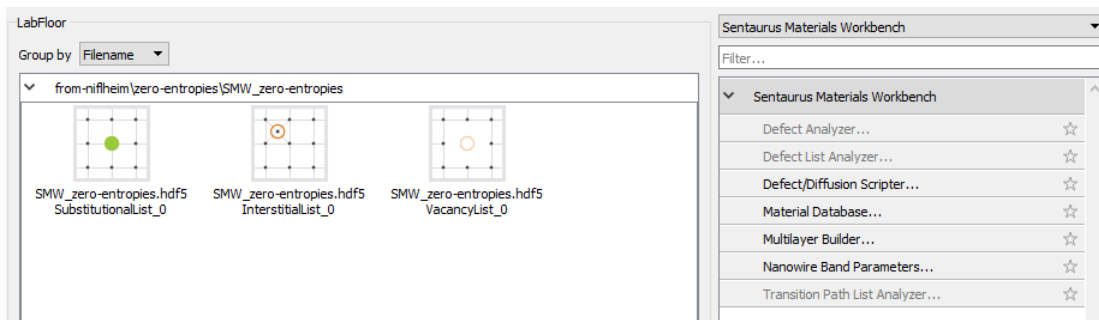 LabFloor
Group by Filename
from-niflheim\zero-entropies\SMW_zero-entropies
SMW_zero-entropies.hdf5
SubstitutionalList_0
SMW_zero-entropies.hdf5
InterstitialList_0
SMW_zero-entropies.hdf5
VacancyList_0
Sentaurus Materials Workbench
Filter...
Sentaurus Materials Workbench
Defect Analyzer...
Defect List Analyzer...
Defect/Diffusion Scripter...
Material Database...
Multilayer Builder...
Nanowire Band Parameters...
Transition Path List Analyzer...